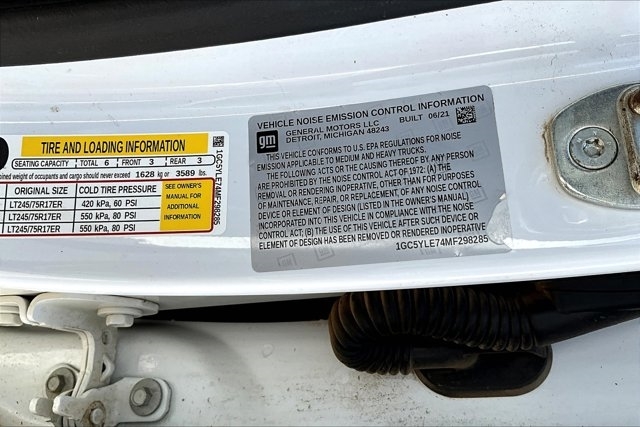 TIRE AND LOADING INFORMATION
SEATING CAPACITY TOTAL 6 FRONT 3 REAR 3
ined weight of occupants and cargo should never exceed 1628 kg or 3589 lbs.
ORIGINAL SIZE COLD TIRE PRESSURE
LT245/75R17ER 420 kPa, 60 PSI
LT245/75R17ER 550 kPa, 80 PSI
LT245/75R17ER 550 kPa, 80 PSI
SEE OWNER'S
MANUAL FOR
ADDITIONAL
INFORMATION
1GC5YLE74MF298285
VEHICLE NOISE EMISSION CONTROL INFORMATION
gm
GENERAL MOTORS LLC BUILT 06/21
DETROIT, MICHIGAN 48243
THIS VEHICLE CONFORMS TO U.S. EPA REGULATIONS FOR NOISE
EMISSION APPLICABLE TO MEDIUM AND HEAVY TRUCKS.
THE FOLLOWING ACTS OR THE CAUSING THEREOF BY ANY PERSON
ARE PROHIBITED BY THE NOISE CONTROL ACT OF 1972: (A) THE
REMOVAL OR RENDERING INOPERATIVE, OTHER THAN FOR PURPOSES
OF MAINTENANCE, REPAIR, OR REPLACEMENT, OF ANY NOISE CONTROL
DEVICE OR ELEMENT OF DESIGN (LISTED IN THE OWNER'S MANUAL)
INCORPORATED INTO THIS VEHICLE IN COMPLIANCE WITH THE NOISE
CONTROL ACT; (B) THE USE OF THIS VEHICLE AFTER SUCH DEVICE OR
ELEMENT OF DESIGN HAS BEEN REMOVED OR RENDERED INOPERATIVE
1GC5YLE74MF298285